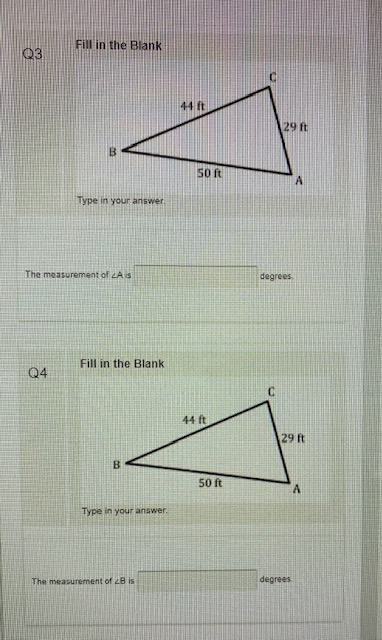 Q3
Fill in the Blank
C
44 ft
29 ft
B
50 ft
A
Type in your answer.
The measurement of ∠A is
degrees.
Q4
Fill in the Blank
C
44 ft
29 ft
B
50 ft
A
Type in your answer.
The measurement of ∠B is
degrees.